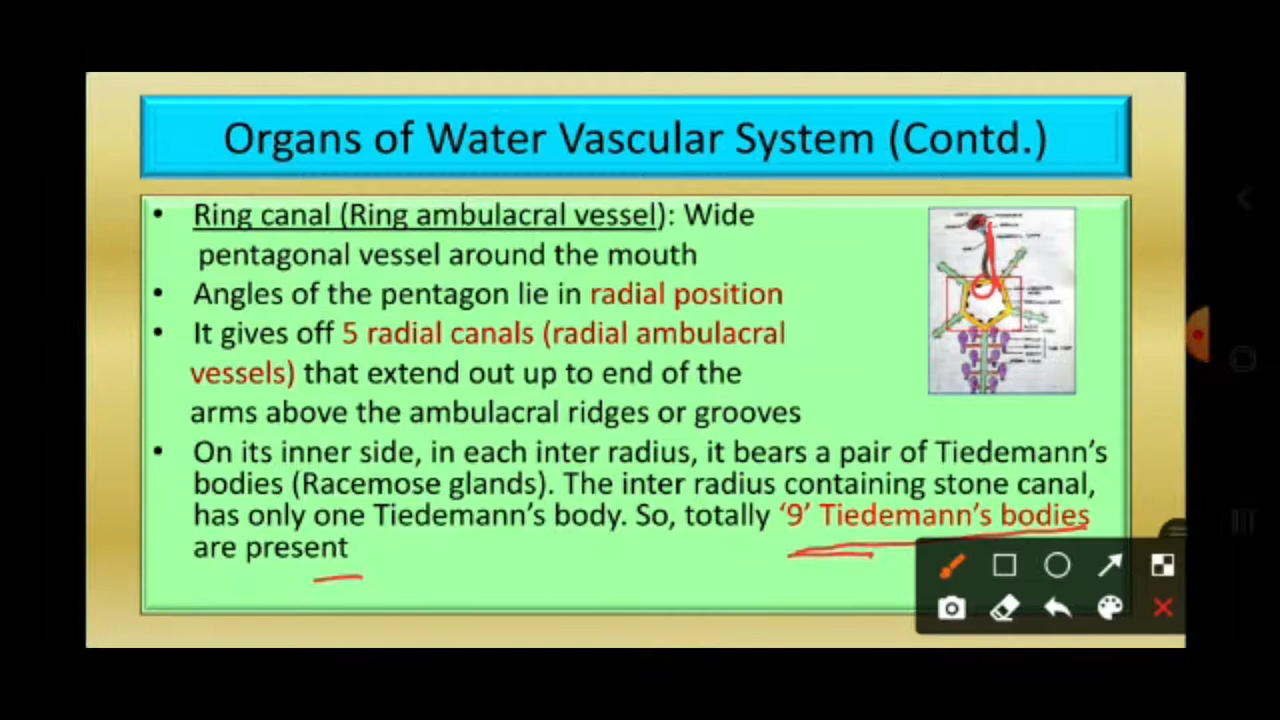 Organs of Water Vascular System (Contd.)
• Ring canal (Ring ambulacral vessel): Wide
pentagonal vessel around the mouth
• Angles of the pentagon lie in radial position
• It gives off 5 radial canals (radial ambulacral
vessels) that extend out up to end of the
arms above the ambulacral ridges or grooves
• On its inner side, in each inter radius, it bears a pair of Tiedemann’s
bodies (Racemose glands). The inter radius containing stone canal,
has only one Tiedemann’s body. So, totally ‘9’ Tiedemann’s bodies
are present